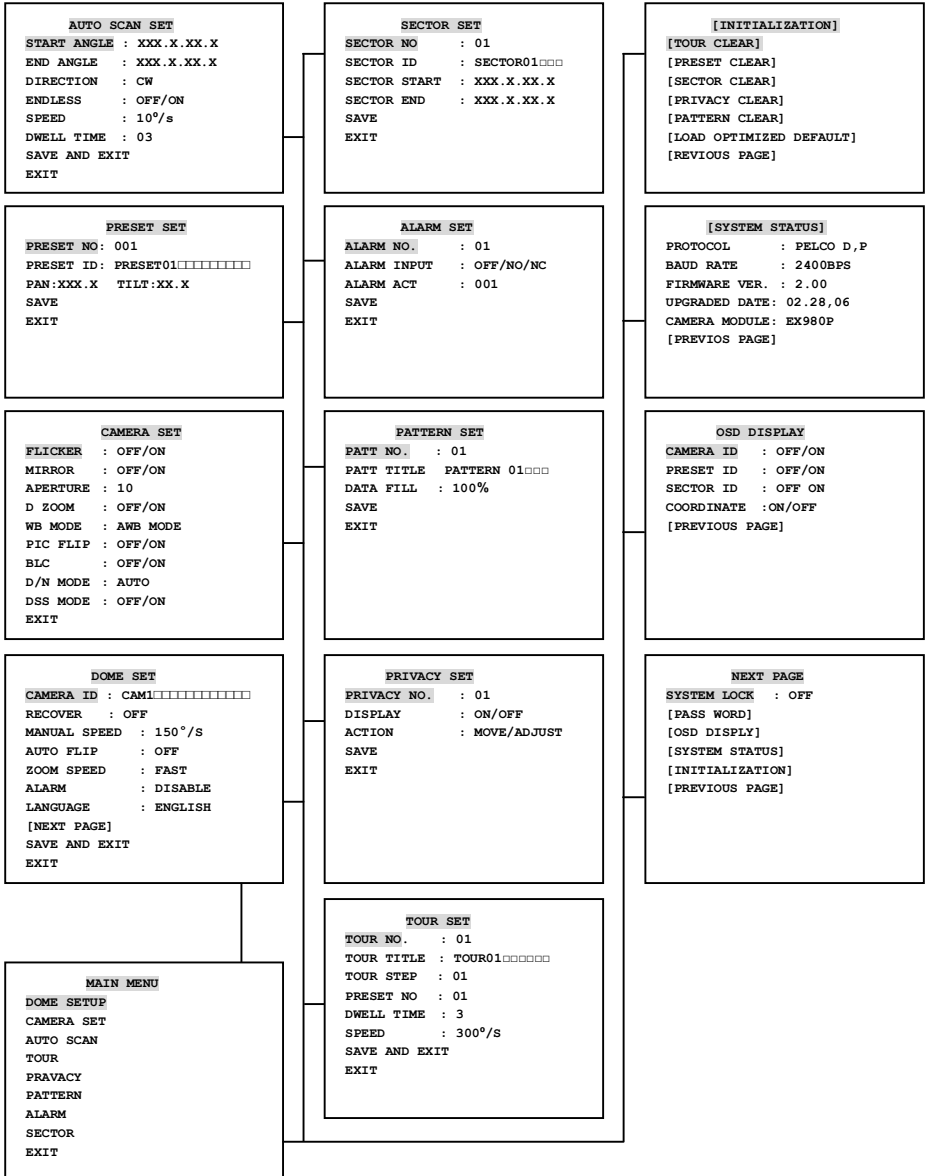 AUTO SCAN SET
START ANGLE : XXX.X.XX.X
END ANGLE : XXX.X.XX.X
DIRECTION : CW
ENDLESS : OFF/ON
SPEED : 10°/s
DWELL TIME : 03
SAVE AND EXIT
EXIT
SECTOR SET
SECTOR NO : 01
SECTOR ID : SECTOR01□□□
SECTOR START : XXX.X.XX.X
SECTOR END : XXX.X.XX.X
SAVE
EXIT
[INITIALIZATION]
[TOUR CLEAR]
[PRESET CLEAR]
[SECTOR CLEAR]
[PRIVACY CLEAR]
[PATTERN CLEAR]
[LOAD OPTIMIZED DEFAULT]
[REVIOUS PAGE]
PRESET SET
PRESET NO: 001
PRESET ID: PRESET01□□□□□□□□□
PAN:XXX.X TILT:XX.X
SAVE
EXIT
ALARM SET
ALARM NO. : 01
ALARM INPUT : OFF/NO/NC
ALARM ACT : 001
SAVE
EXIT
[SYSTEM STATUS]
PROTOCOL : PELCO D,P
BAUD RATE : 2400BPS
FIRMWARE VER. : 2.00
UPGRADED DATE: 02.28,06
CAMERA MODULE: EX980P
[PREVIOS PAGE]
CAMERA SET
FLICKER : OFF/ON
MIRROR : OFF/ON
APERTURE : 10
D ZOOM : OFF/ON
WB MODE : AWB MODE
PIC FLIP : OFF/ON
BLC : OFF/ON
D/N MODE : AUTO
DSS MODE : OFF/ON
EXIT
PATTERN SET
PATT NO. : 01
PATT TITLE PATTERN 01□□□
DATA FILL : 100%
SAVE
EXIT
OSD DISPLAY
CAMERA ID : OFF/ON
PRESET ID : OFF/ON
SECTOR ID : OFF ON
COORDINATE :ON/OFF
[PREVIOUS PAGE]
DOME SET
CAMERA ID : CAM1□□□□□□□□□□□□
RECOVER : OFF
MANUAL SPEED : 150°/S
AUTO FLIP : OFF
ZOOM SPEED : FAST
ALARM : DISABLE
LANGUAGE : ENGLISH
[NEXT PAGE]
SAVE AND EXIT
EXIT
PRIVACY SET
PRIVACY NO. : 01
DISPLAY : ON/OFF
ACTION : MOVE/ADJUST
SAVE
EXIT
NEXT PAGE
SYSTEM LOCK : OFF
[PASS WORD]
[OSD DISPLY]
[SYSTEM STATUS]
[INITIALIZATION]
[PREVIOUS PAGE]
MAIN MENU
DOME SETUP
CAMERA SET
AUTO SCAN
TOUR
PRAVACY
PATTERN
ALARM
SECTOR
EXIT
TOUR SET
TOUR NO. : 01
TOUR TITLE : TOUR01□□□□□□
TOUR STEP : 01
PRESET NO : 01
DWELL TIME : 3
SPEED : 300°/S
SAVE AND EXIT
EXIT